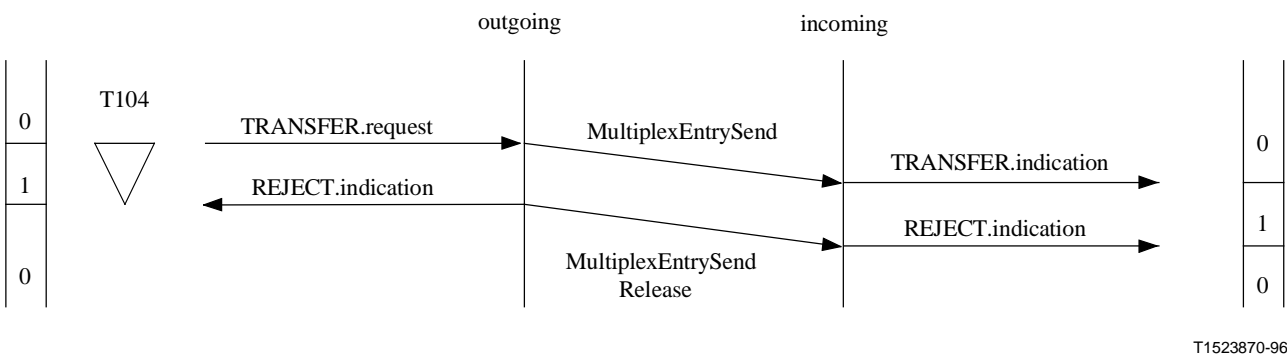 outgoing
incoming
T104
0
TRANSFER.request
MultiplexEntrySend
0
TRANSFER.indication
1
REJECT.indication
REJECT.indication
1
MultiplexEntrySend
Release
0
0
T1523870-96